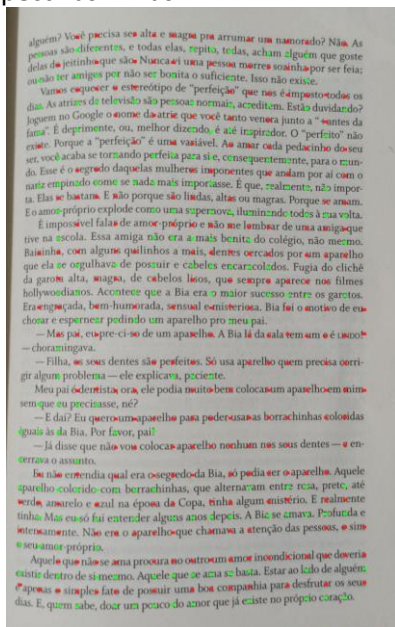 alguém? Você precisa ser alta e magra pra arrumar um namorado? Não. As
pessoas são diferentes, e todas elas, repito, todas, acham alguém que goste
delas do jeitinho que são. Nunca vi uma pessoa morrer sozinha por ser feia;
ou não ter amigos por não ser bonita o suficiente. Isso não existe.
Vamos esquecer o estereótipo de "perfeição" que nos é imposto todos os
dias. As atrizes de televisão são pessoas normais, acreditem. Estão duvidando?
Joguem no Google o nome da atriz que você tanto venera junto a "antes da
fama". É deprimente, ou, melhor dizendo, é até inspirador. O "perfeito" não
existe. Porque a "perfeição" é uma variável. Ao amar cada pedacinho do seu
ser, você acaba se tornando perfeita para si e, consequentemente, para o mun-
do. Esse é o segredo daquelas mulheres imponentes que andam por aí com o
nariz empinado como se nada mais importasse. É que, realmente, não impor-
ta. Elas se bastam. E não porque são lindas, altas ou magras. Porque se amam.
E o amor-próprio explode como uma supernova, iluminando todos à sua volta.
É impossível falar de amor-próprio e não me lembrar de uma amiga que
tive na escola. Essa amiga não era a mais bonita do colégio, não mesmo.
Baixinha, com alguns quilinhos a mais, dentes cercados por um aparelho
que ela se orgulhava de possuir e cabelos encaracolados. Fugia do clichê
da garota alta, magra, de cabelos lisos, que sempre aparece nos filmes
hollywoodianos. Acontece que a Bia era o maior sucesso entre os garotos.
Era engraçada, bem-humorada, sensual e misteriosa. Bia foi o motivo de eu
chorar e espernear pedindo um aparelho pro meu pai.
— Mas pai, eu pre-ci-so de um aparelho. A Bia lá da sala tem um e é LINDO!
— choramingava.
— Filha, os seus dentes são perfeitos. Só usa aparelho quem precisa corri-
gir algum problema — ele explicava, paciente.
Meu pai é dentista, ora, ele podia muito bem colocar um aparelho em mim
sem que eu precisasse, né?
— E daí? Eu quero um aparelho para poder usar as borrachinhas coloridas
iguais às da Bia. Por favor, pai!
— Já disse que não vou colocar aparelho nenhum nos seus dentes — e en-
cerrava o assunto.
Eu não entendia qual era o segredo da Bia, só podia ser o aparelho. Aquele
aparelho colorido com borrachinhas, que alternavam entre rosa, preto, até
verde, amarelo e azul na época da Copa, tinha algum mistério. E realmente
tinha. Mas eu só fui entender alguns anos depois. A Bia se amava. Profunda e
intensamente. Não era o aparelho que chamava a atenção das pessoas, e sim
o seu amor-próprio.
Aquele que não se ama procura no outro um amor incondicional que deveria
existir dentro de si mesmo. Aquele que se ama se basta. Estar ao lado de alguém
é apenas o simples fato de possuir uma boa companhia para desfrutar os seus
dias. E, quem sabe, doar um pouco do amor que já existe no próprio coração.